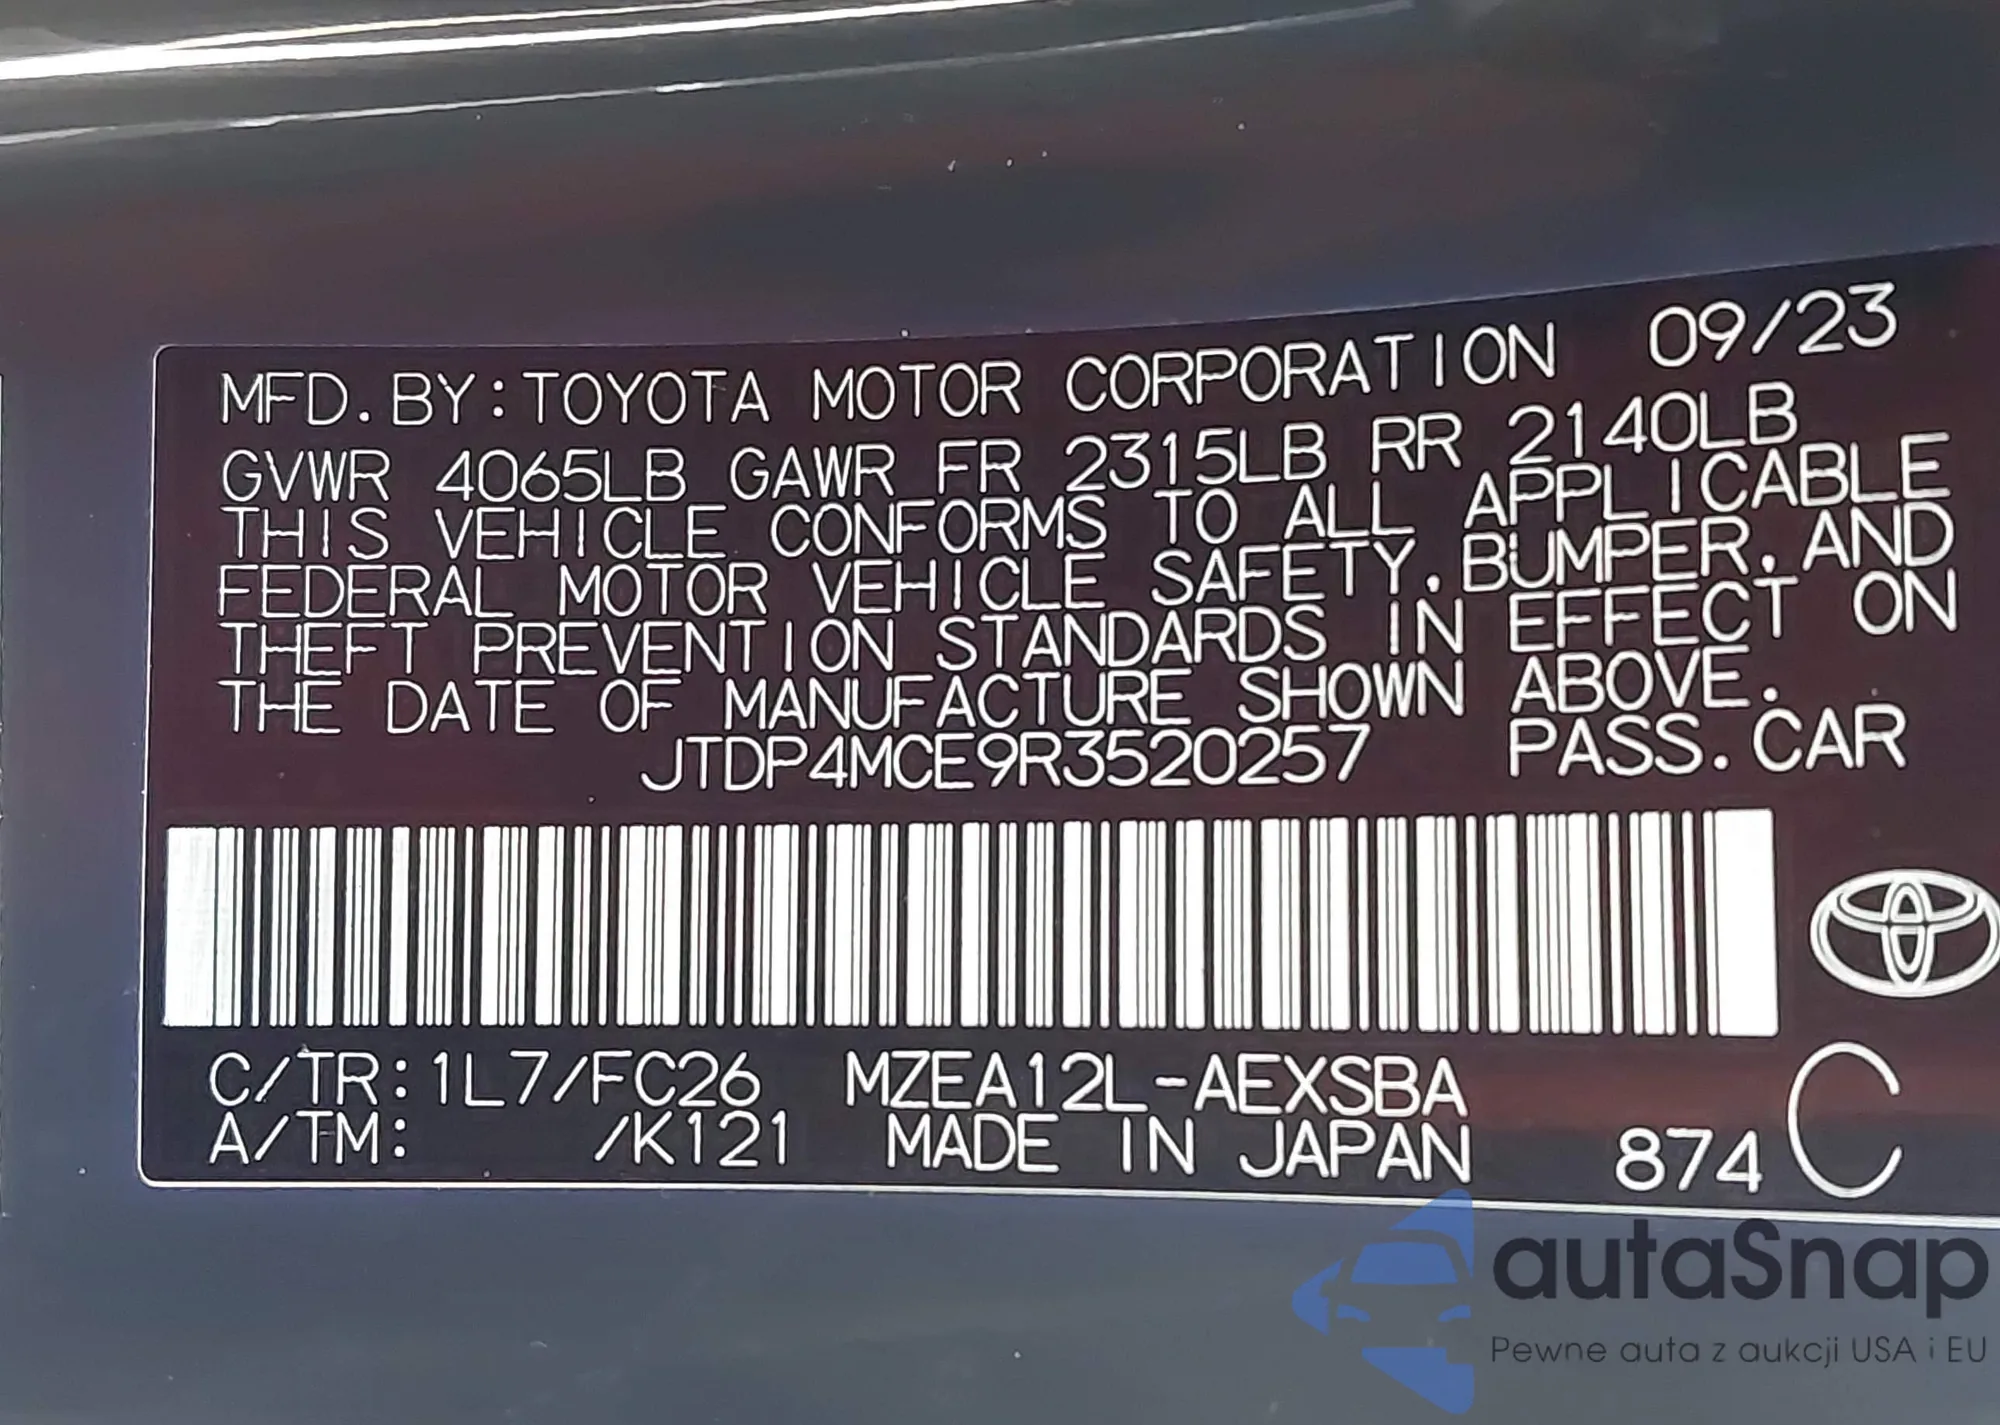 MFD. BY: TOYOTA MOTOR CORPORATION 09/23
GVWR 4065LB GAWR FR 2315LB RR 2140LB
THIS VEHICLE CONFORMS TO ALL APPLICABLE
FEDERAL MOTOR VEHICLE SAFETY, BUMPER, AND
THEFT PREVENTION STANDARDS IN EFFECT ON
THE DATE OF MANUFACTURE SHOWN ABOVE.
JTDP4MCE9R3520257 PASS. CAR
C/TR: 1L7/FC26 MZEA12L-AEXSBA
A/TM: /K121 MADE IN JAPAN 874 C
autaSnap
Pewne auta z aukcji USA i EU